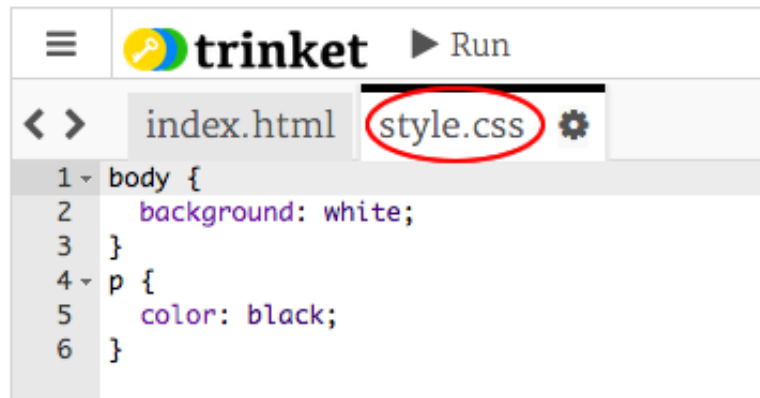 trinket Run
index.html style.css
1 body {
2   background: white;
3 }
4 p {
5   color: black;
6 }